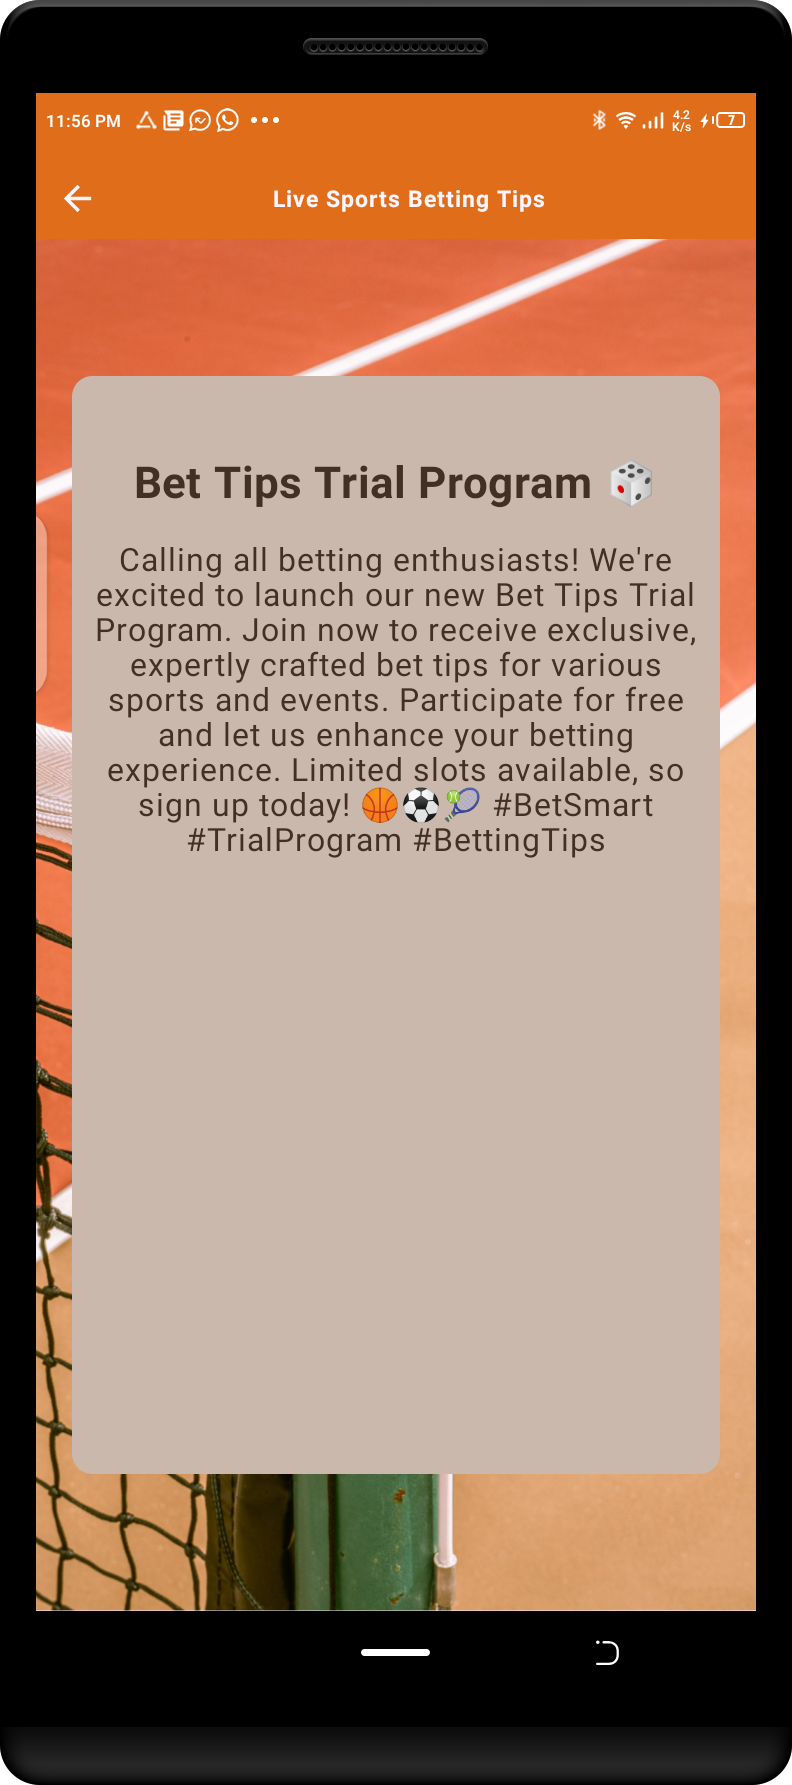 11:56 PM
4.2
K/s
7
Live Sports Betting Tips
Bet Tips Trial Program 🎲
Calling all betting enthusiasts! We're
excited to launch our new Bet Tips Trial
Program. Join now to receive exclusive,
expertly crafted bet tips for various
sports and events. Participate for free
and let us enhance your betting
experience. Limited slots available, so
sign up today! 🏀⚽🎾 #BetSmart
#TrialProgram #BettingTips